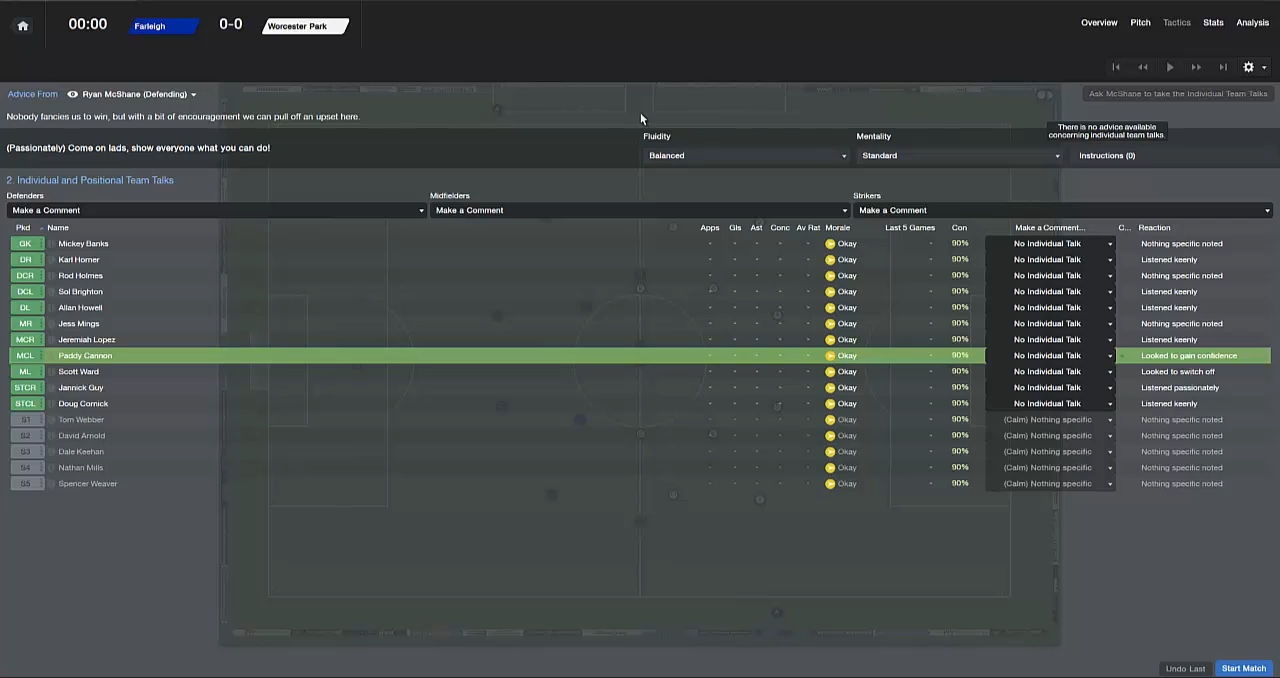 00:00 Farleigh 0-0 Worcester Park
Overview Pitch Tactics Stats Analysis
Advice From Ryan McShane (Defending)
Ask McShane to take the Individual Team Talks
Nobody fancies us to win, but with a bit of encouragement we can pull off an upset here.
There is no advice available
concerning individual team talks.
Fluidity Mentality
(Passionately) Come on lads, show everyone what you can do!
Balanced Standard Instructions (0)
2. Individual and Positional Team Talks
Defenders Midfielders Strikers
Make a Comment Make a Comment Make a Comment
Pkd Name Apps Gls Ast Conc Av Rat Morale Last 5 Games Con Make a Comment... C... Reaction
GK Mickey Banks - - - - - Okay - 90% No Individual Talk Nothing specific noted
DR Karl Horner - - - - - Okay - 90% No Individual Talk Listened keenly
DCR Rod Holmes - - - - - Okay - 90% No Individual Talk Nothing specific noted
DCL Sol Brighton - - - - - Okay - 90% No Individual Talk Listened keenly
DL Allan Howell - - - - - Okay - 90% No Individual Talk Listened keenly
MR Jess Mings - - - - - Okay - 90% No Individual Talk Nothing specific noted
MCR Jeremiah Lopez - - - - - Okay - 90% No Individual Talk Listened keenly
MCL Paddy Cannon - - - - - Okay - 90% No Individual Talk Looked to gain confidence
ML Scott Ward - - - - - Okay - 90% No Individual Talk Looked to switch off
STCR Jannick Guy - - - - - Okay - 90% No Individual Talk Listened passionately
STCL Doug Cornick - - - - - Okay - 90% No Individual Talk Listened keenly
S1 Tom Webber - - - - - Okay - 90% (Calm) Nothing specific Nothing specific noted
S2 David Arnold - - - - - Okay - 90% (Calm) Nothing specific Nothing specific noted
S3 Dale Keehan - - - - - Okay - 90% (Calm) Nothing specific Nothing specific noted
S4 Nathan Mills - - - - - Okay - 90% (Calm) Nothing specific Nothing specific noted
S5 Spencer Weaver - - - - - Okay - 90% (Calm) Nothing specific Nothing specific noted
Undo Last Start Match